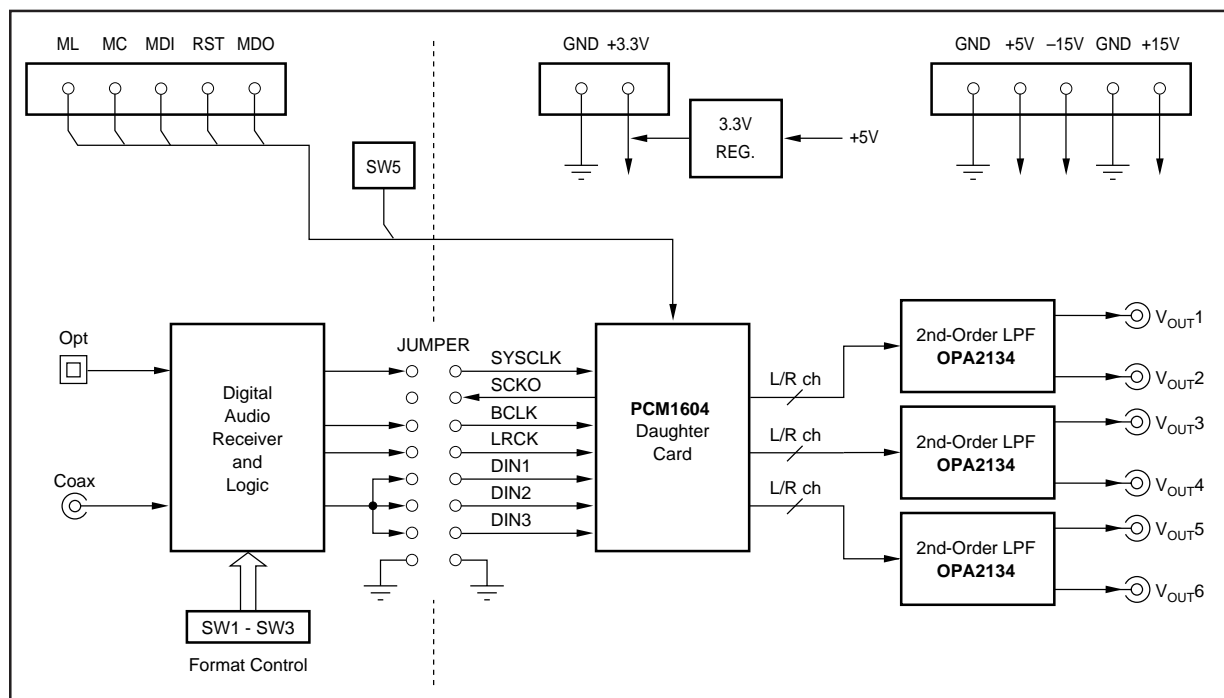 ML MC MDI RST MDO
GND +3.3V
GND +5V –15V GND +15V
3.3V
REG.
+5V
SW5
Opt
Coax
Digital
Audio
Receiver
and
Logic
SW1 - SW3
Format Control
JUMPER
SYSCLK
SCKO
BCLK
LRCK
DIN1
DIN2
DIN3
PCM1604
Daughter
Card
L/R ch
L/R ch
L/R ch
2nd-Order LPF
OPA2134
2nd-Order LPF
OPA2134
2nd-Order LPF
OPA2134
VOUT1
VOUT2
VOUT3
VOUT4
VOUT5
VOUT6